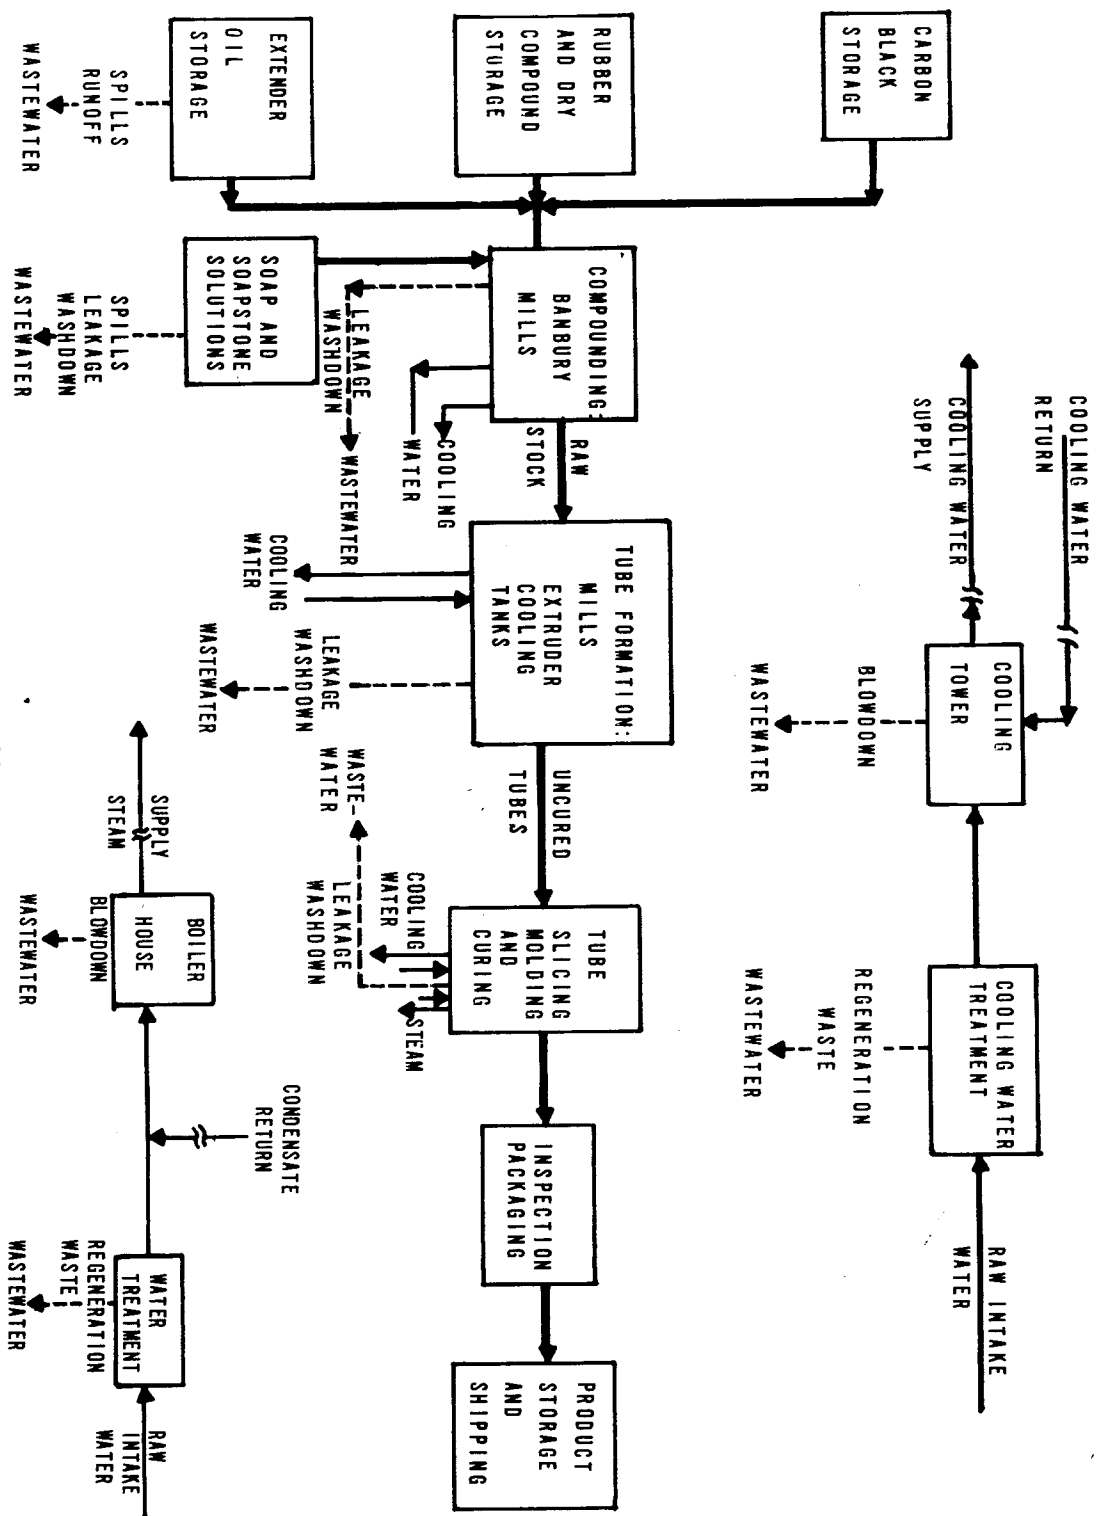 CARBON
BLACK
STORAGE
RUBBER
AND DRY
COMPOUND
STURAGE
EXTENDER
OIL
STORAGE
SPILLS
RUNOFF
WASTEWATER
COOLING WATER
RETURN
COOLING WATER
SUPPLY
COOLING
TOWER
BLOWDOWN
WASTEWATER
COOLING WATER
TREATMENT
REGENERATION
WASTE
WASTEWATER
RAW INTAKE
WATER
COMPOUNDING:
BANBURY
MILLS
SOAP AND
SOAPSTONE
SOLUTIONS
SPILLS
LEAKAGE
WASHDOWN
WASTEWATER
LEAKAGE
WASHDOWN
WASTEWATER
COOLING
WATER
RAW
STOCK
TUBE FORMATION:
MILLS
EXTRUDER
COOLING
TANKS
COOLING
WATER
LEAKAGE
WASHDOWN
WASTEWATER
UNCURED
TUBES
TUBE
SLICING
MOLDING
AND
CURING
WASTE-
WATER
COOLING
WATER
LEAKAGE
WASHDOWN
STEAM
INSPECTION
PACKAGING
PRODUCT
STORAGE
AND
SHIPPING
SUPPLY
STEAM
BOILER
HOUSE
BLOWDOWN
WASTEWATER
CONDENSATE
RETURN
WATER
TREATMENT
REGENERATION
WASTE
WASTEWATER
RAW
INTAKE
WATER